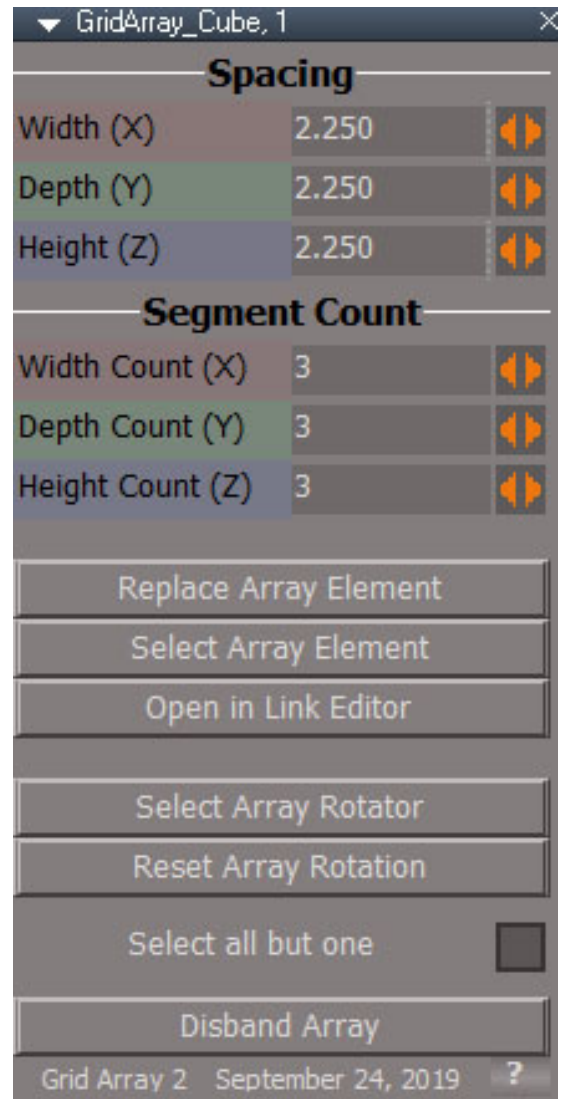 GridArray_Cube, 1
Spacing
Width (X) 2.250
Depth (Y) 2.250
Height (Z) 2.250
Segment Count
Width Count (X) 3
Depth Count (Y) 3
Height Count (Z) 3
Replace Array Element
Select Array Element
Open in Link Editor
Select Array Rotator
Reset Array Rotation
Select all but one
Disband Array
Grid Array 2 September 24, 2019 ?